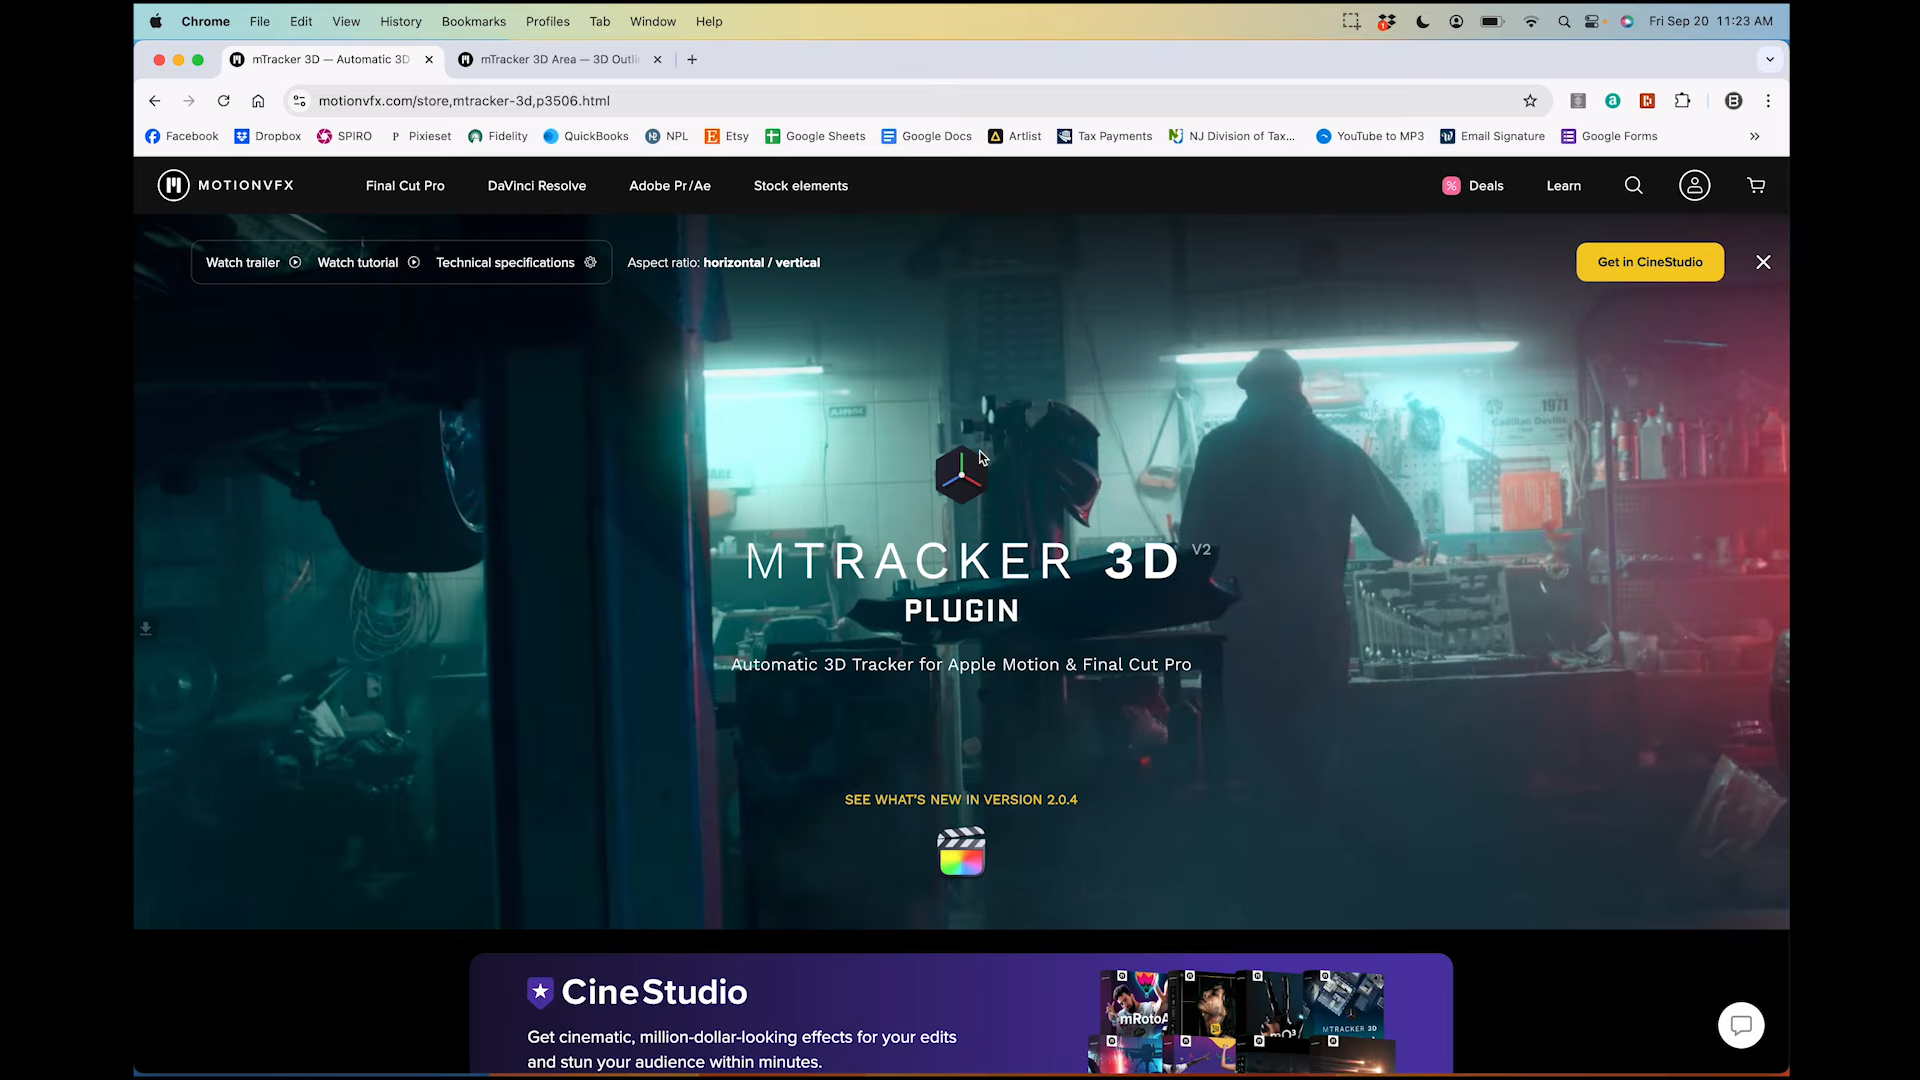 Chrome File Edit View History Bookmarks Profiles Tab Window Help
1
Fri Sep 20 11:23 AM
mTracker 3D — Automatic 3D
mTracker 3D Area — 3D Outli
motionvfx.com/store,mtracker-3d,p3506.html
Facebook Dropbox SPIRO Pixieset Fidelity QuickBooks NPL Etsy Google Sheets Google Docs Artlist Tax Payments NJ Division of Tax... YouTube to MP3 Email Signature Google Forms
MOTIONVFX
Final Cut Pro DaVinci Resolve Adobe Pr/Ae Stock elements
% Deals Learn
Watch trailer Watch tutorial Technical specifications Aspect ratio: horizontal / vertical
Get in CineStudio
1971
Cadillac Deville
MTRACKER 3D V2
PLUGIN
Automatic 3D Tracker for Apple Motion & Final Cut Pro
SEE WHAT'S NEW IN VERSION 2.0.4
CineStudio
Get cinematic, million-dollar-looking effects for your edits
and stun your audience within minutes.
mRotoA
mO³
MTRACKER 3D